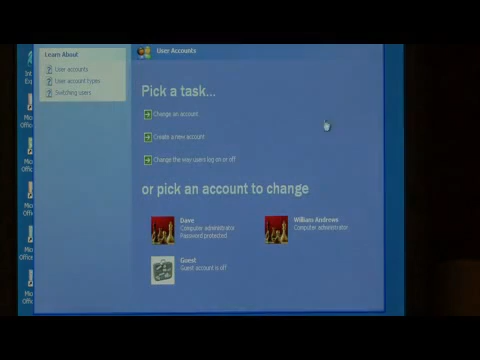 Learn About
User accounts
User account types
Switching users
User Accounts
Pick a task...
Change an account
Create a new account
Change the way users log on or off
or pick an account to change
Dave
Computer administrator
Password protected
William Andrews
Computer administrator
Guest
Guest account is off